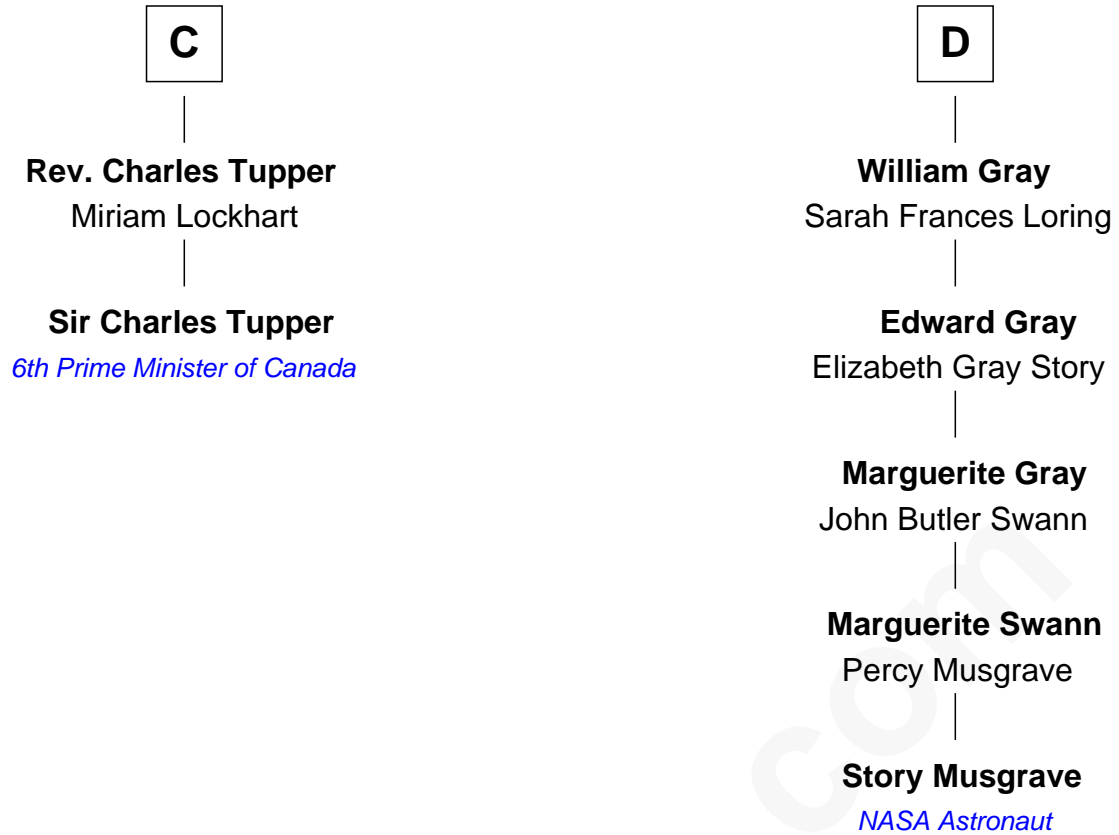 C
Rev. Charles Tupper
Miriam Lockhart
Sir Charles Tupper
6th Prime Minister of Canada
D
William Gray
Sarah Frances Loring
Edward Gray
Elizabeth Gray Story
Marguerite Gray
John Butler Swann
Marguerite Swann
Percy Musgrave
Story Musgrave
NASA Astronaut
com